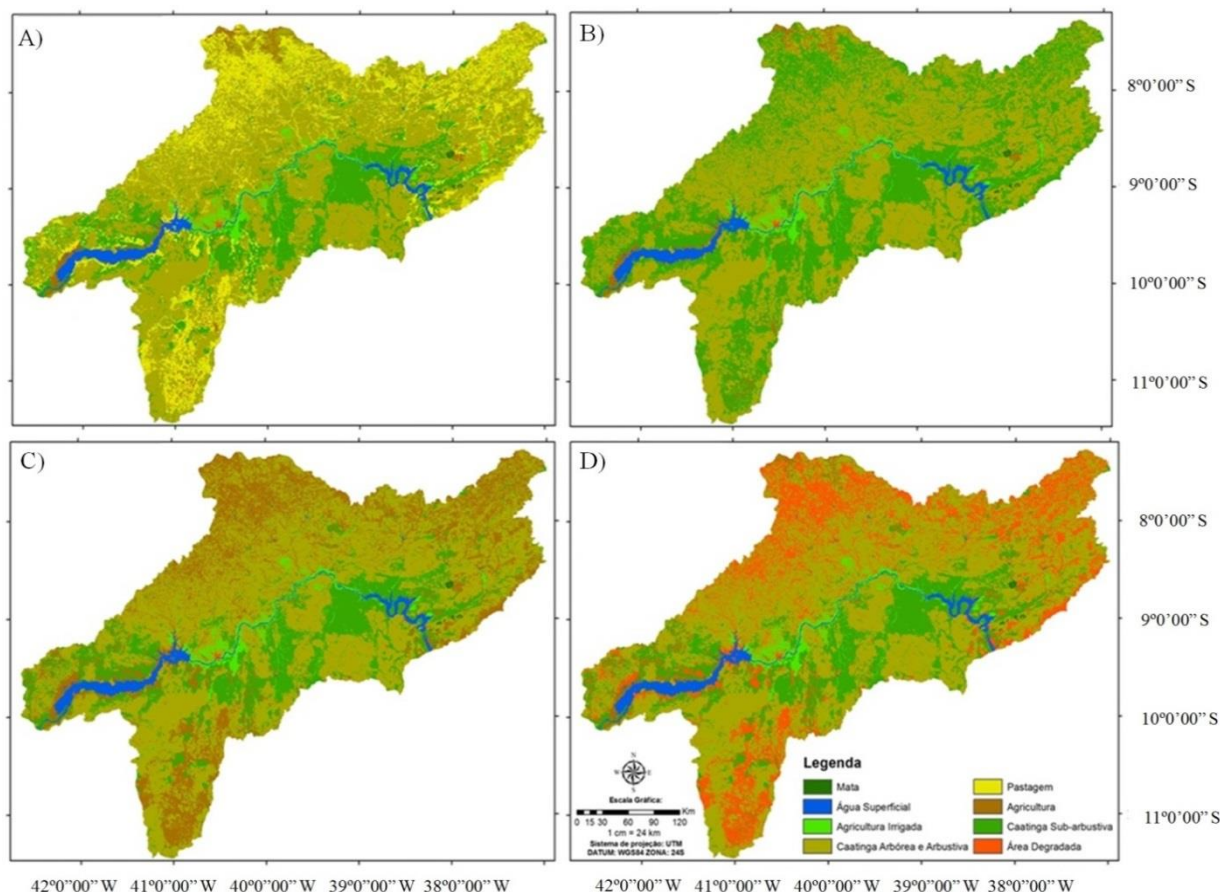 A)
B)
8º0’00’’ S
9º0’00’’ S
10º0’00’’ S
11º0’00’’ S
C)
D)
8º0’00’’ S
9º0’00’’ S
10º0’00’’ S
11º0’00’’ S
Legenda
Mata
Pastagem
Água Superficial
Agricultura
Agricultura Irrigada
Caatinga Sub-arbustiva
Caatinga Arbórea e Arbustiva
Área Degradada
N
W E
S
Escala Gráfica:
Km
0 15 30 60 90 120
1 cm = 24 km
Sistema de projeção: UTM
DATUM: WGS84 ZONA: 24S
42º0’00’’ W 41º0’00’’ W 40º0’00’’ W 39º0’00’’ W 38º0’00’’ W
42º0’00’’ W 41º0’00’’ W 40º0’00’’ W 39º0’00’’ W 38º0’00’’ W